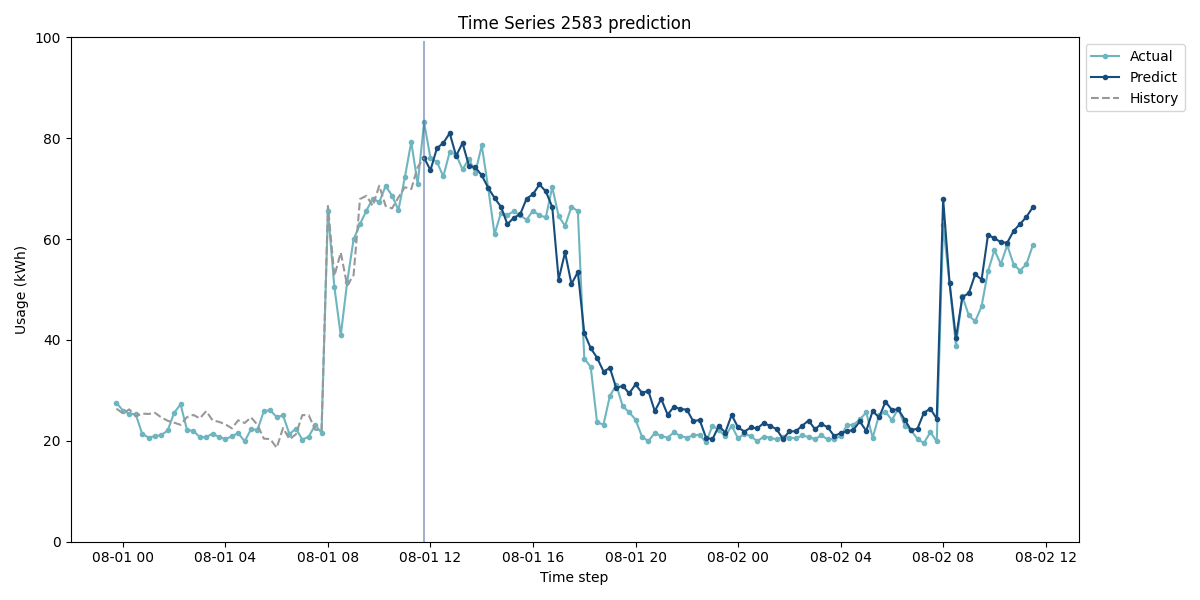 Time Series 2583 prediction
100
80
60
40
20
0
Usage (kWh)
08-01 00
08-01 04
08-01 08
08-01 12
08-01 16
08-01 20
08-02 00
08-02 04
08-02 08
08-02 12
Time step
Actual
Predict
History